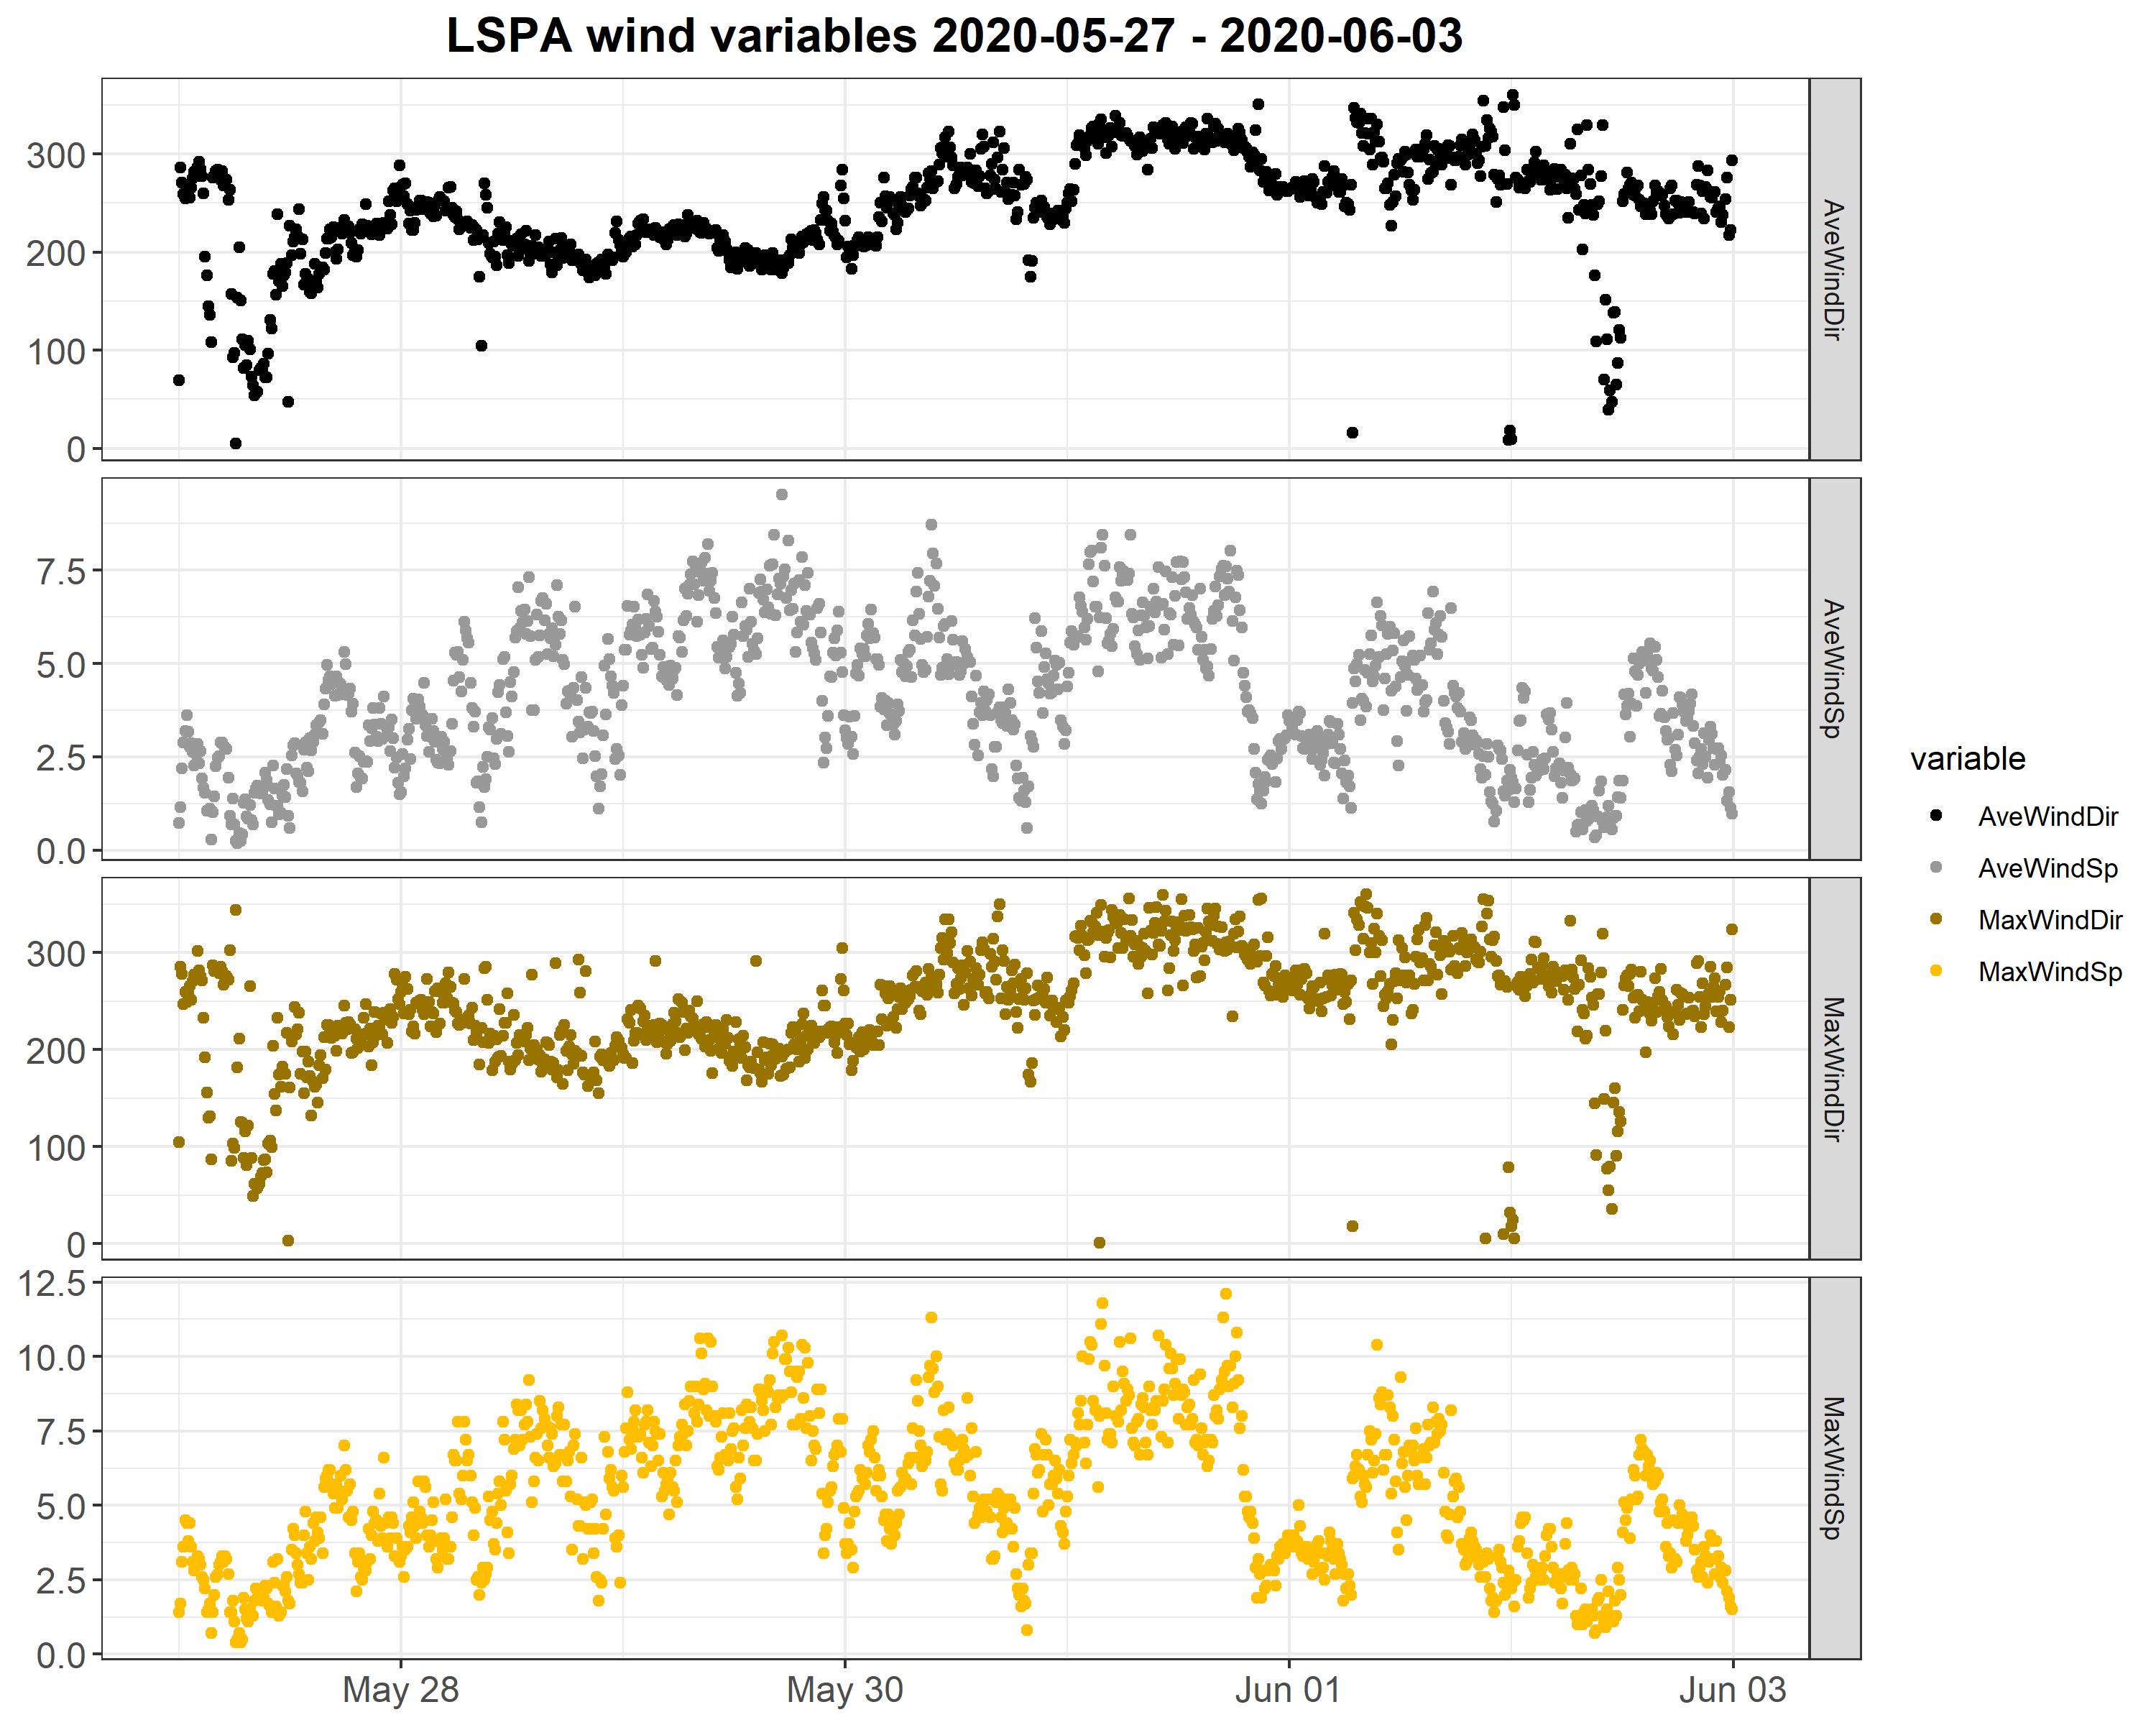 LSPA wind variables 2020-05-27 - 2020-06-03
300
200
100
0
AveWindDir
7.5
5.0
2.5
0.0
AveWindSp
300
200
100
0
MaxWindDir
12.5
10.0
7.5
5.0
2.5
0.0
MaxWindSp
May 28
May 30
Jun 01
Jun 03
variable
AveWindDir
AveWindSp
MaxWindDir
MaxWindSp